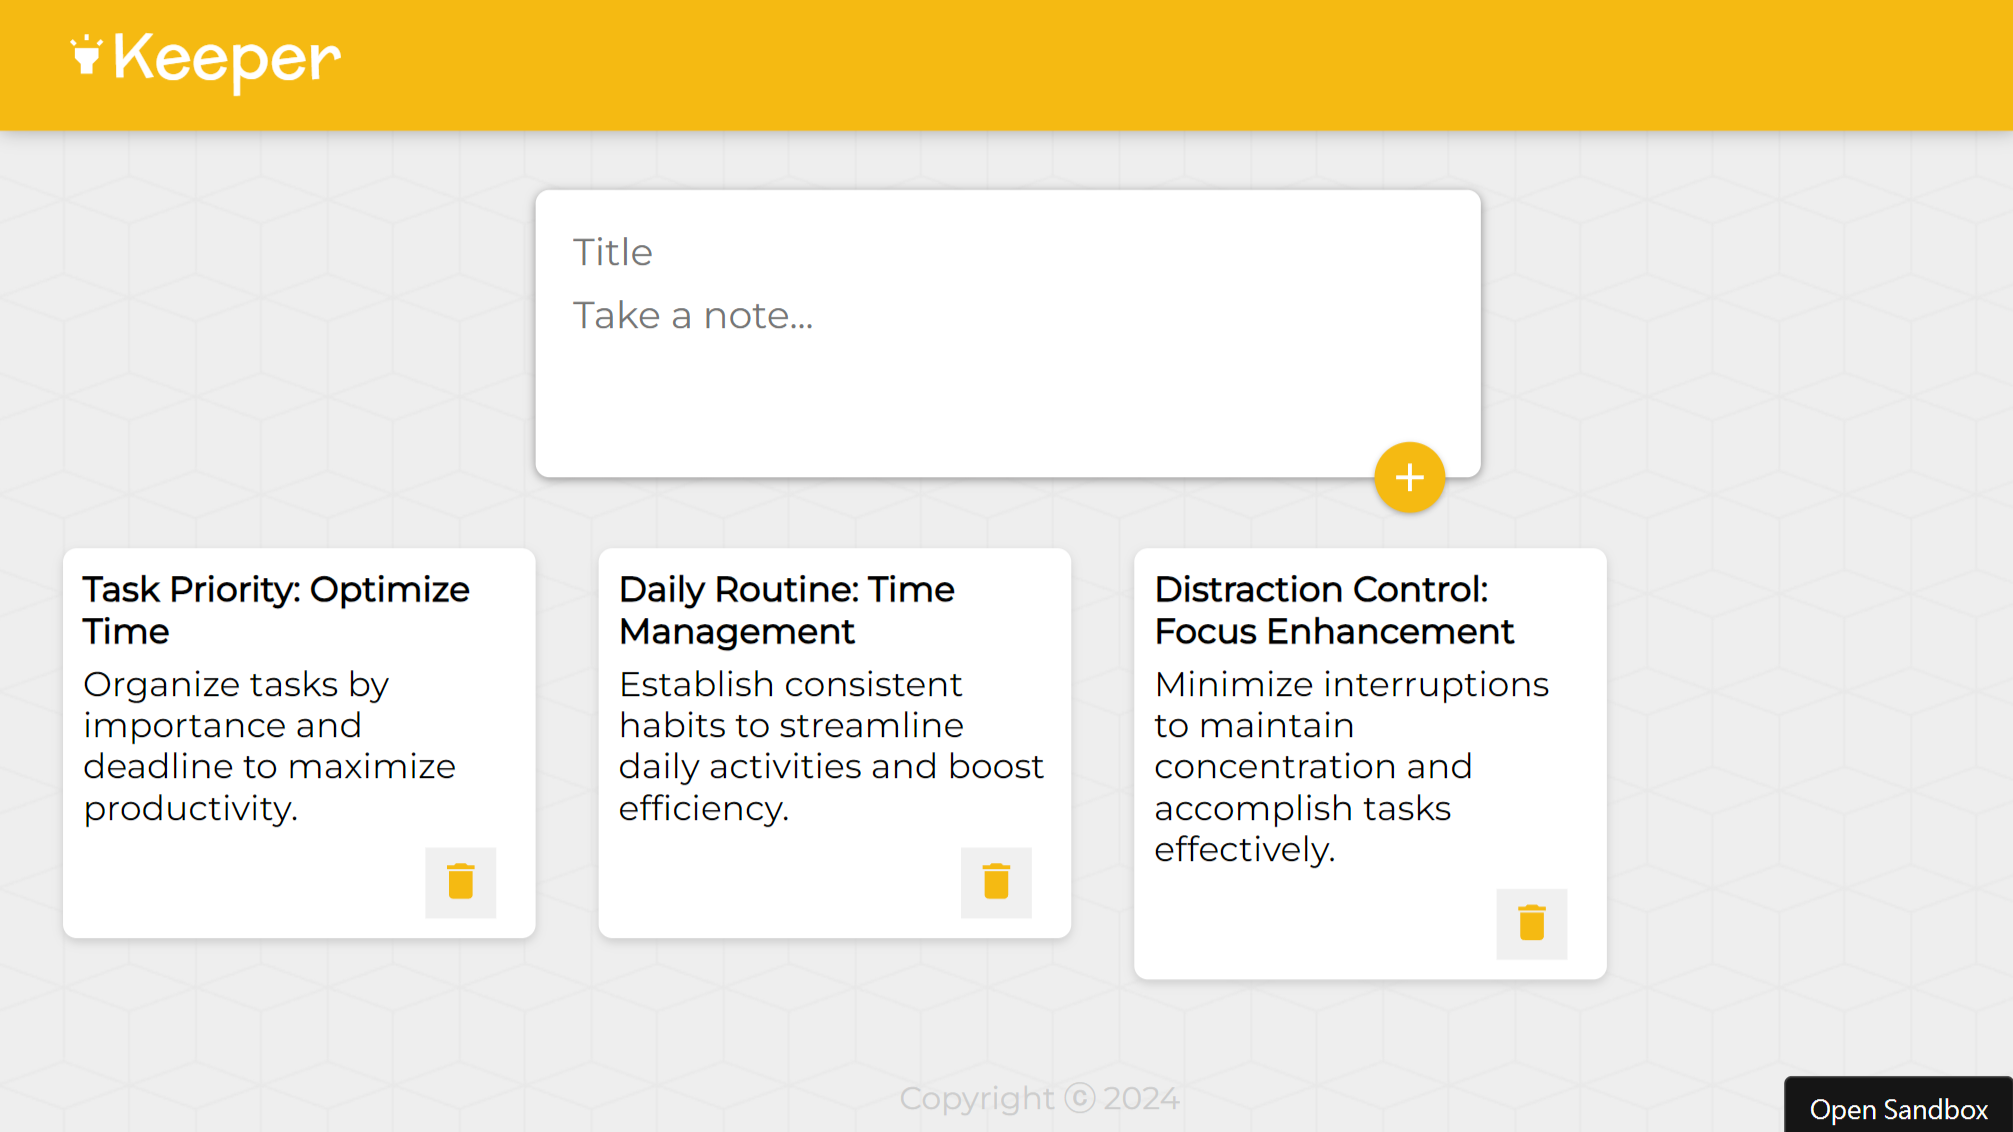 Keeper
Title
Take a note...
Task Priority: Optimize
Time
Organize tasks by
importance and
deadline to maximize
productivity.
Daily Routine: Time
Management
Establish consistent
habits to streamline
daily activities and boost
efficiency.
Distraction Control:
Focus Enhancement
Minimize interruptions
to maintain
concentration and
accomplish tasks
effectively.
Copyright ⓒ 2024
Open Sandbox